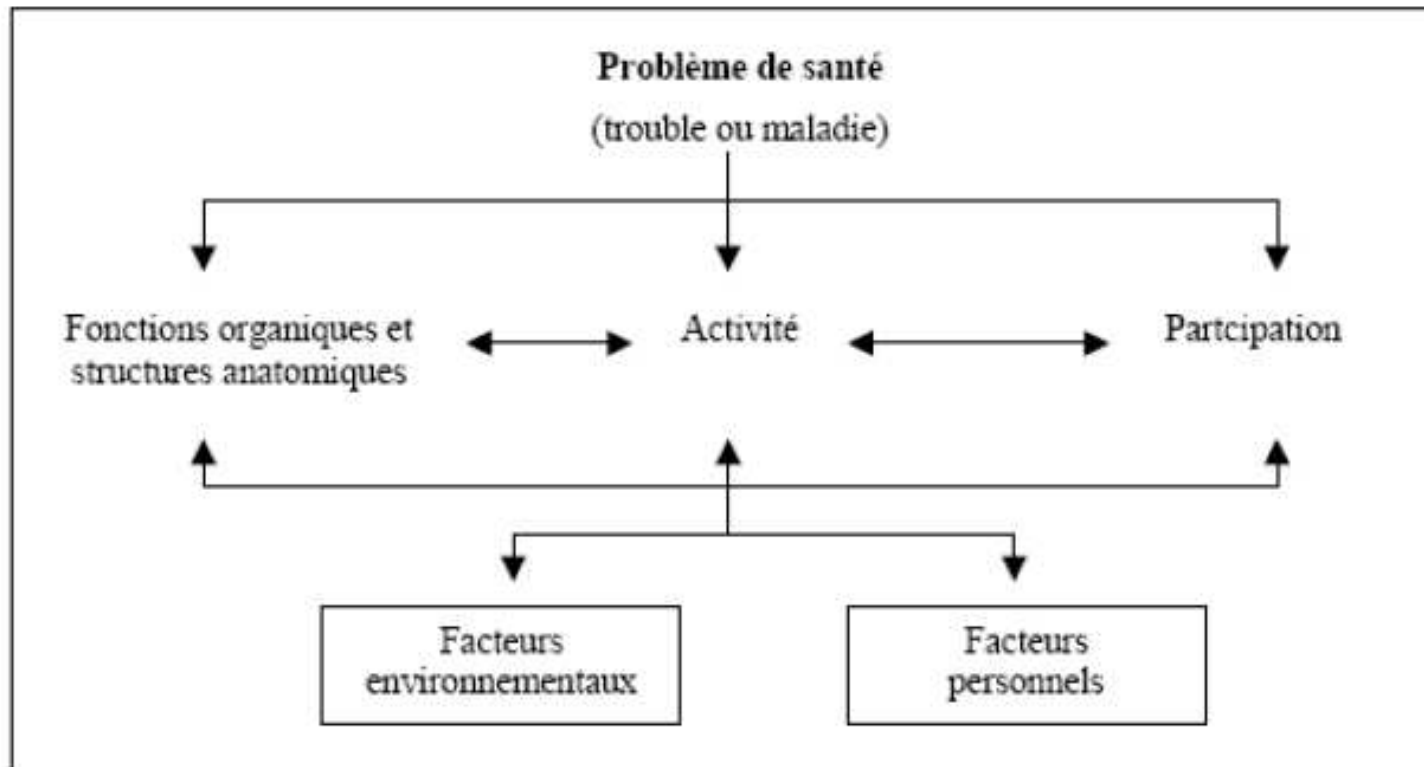 Problème de santé
(trouble ou maladie)
Fonctions organiques et
structures anatomiques
Activité
Partcipation
Facteurs
environnementaux
Facteurs
personnels